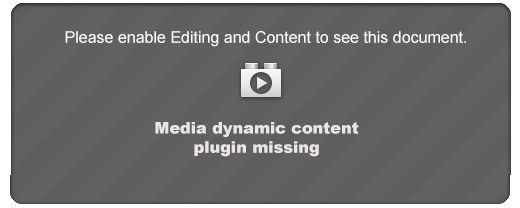 Please enable Editing and Content to see this document.
Media dynamic content
plugin missing